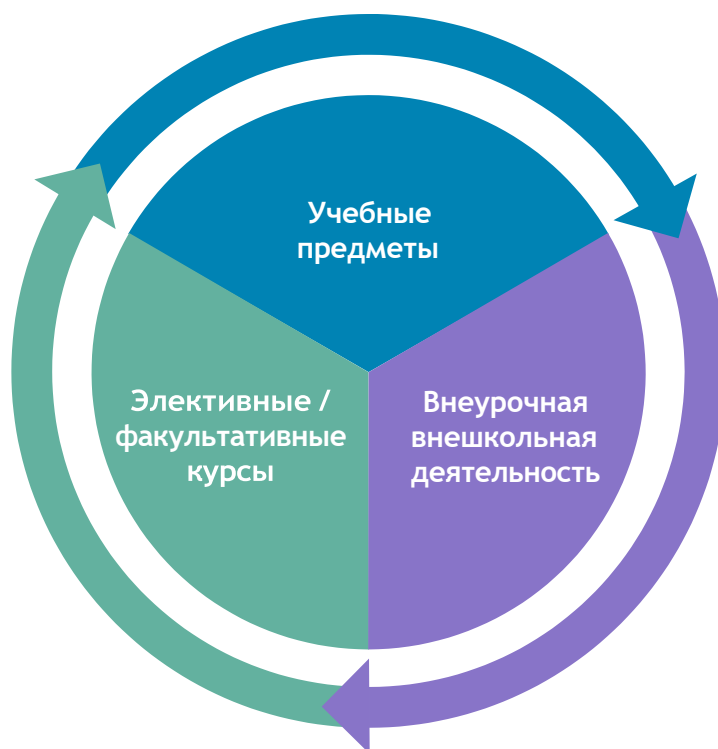 Учебные
предметы
Элективные /
факультативные
курсы
Внеурочная
внешкольная
деятельность